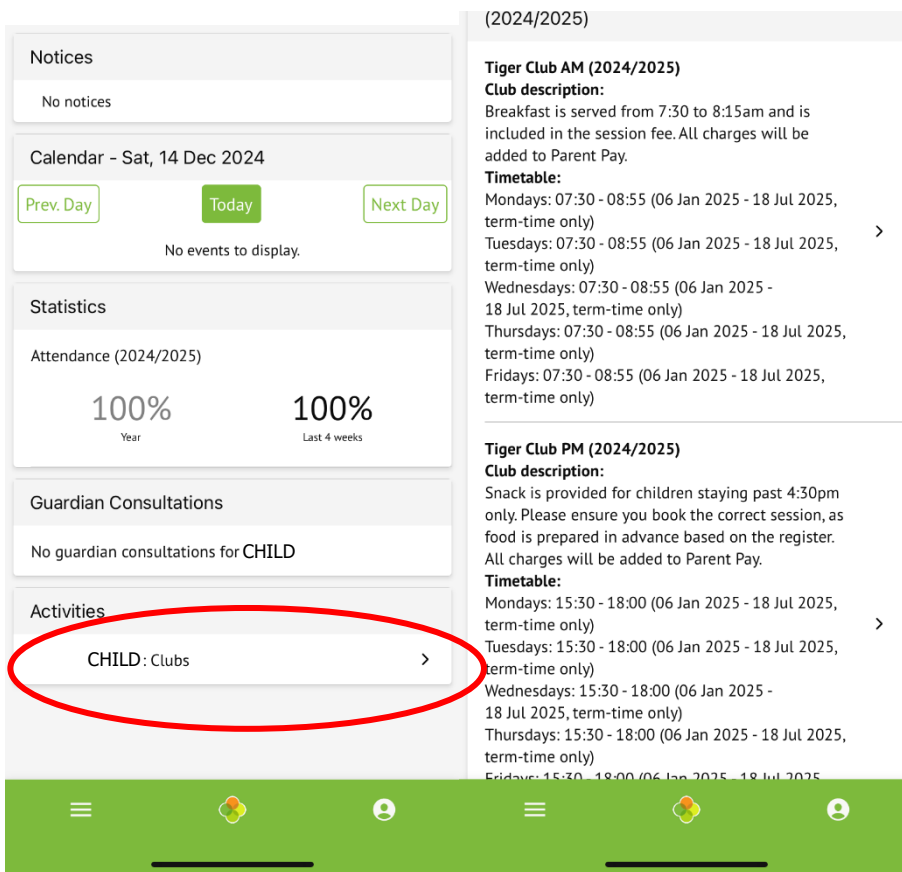 Notices
No notices
Calendar - Sat, 14 Dec 2024
Prev. Day
Today
Next Day
No events to display.
Statistics
Attendance (2024/2025)
100%
100%
Year
Last 4 weeks
Guardian Consultations
No guardian consultations for CHILD
Activities
CHILD : Clubs
(2024/2025)
Tiger Club AM (2024/2025)
Club description:
Breakfast is served from 7:30 to 8:15am and is
included in the session fee. All charges will be
added to Parent Pay.
Timetable:
Mondays: 07:30 - 08:55 (06 Jan 2025 - 18 Jul 2025,
term-time only)
Tuesdays: 07:30 - 08:55 (06 Jan 2025 - 18 Jul 2025,
term-time only)
Wednesdays: 07:30 - 08:55 (06 Jan 2025 -
18 Jul 2025, term-time only)
Thursdays: 07:30 - 08:55 (06 Jan 2025 - 18 Jul 2025,
term-time only)
Fridays: 07:30 - 08:55 (06 Jan 2025 - 18 Jul 2025,
term-time only)
Tiger Club PM (2024/2025)
Club description:
Snack is provided for children staying past 4:30pm
only. Please ensure you book the correct session, as
food is prepared in advance based on the register.
All charges will be added to Parent Pay.
Timetable:
Mondays: 15:30 - 18:00 (06 Jan 2025 - 18 Jul 2025,
term-time only)
Tuesdays: 15:30 - 18:00 (06 Jan 2025 - 18 Jul 2025,
term-time only)
Wednesdays: 15:30 - 18:00 (06 Jan 2025 -
18 Jul 2025, term-time only)
Thursdays: 15:30 - 18:00 (06 Jan 2025 - 18 Jul 2025,
term-time only)
Fridays: 15:30 - 18:00 (06 Jan 2025 - 18 Jul 2025,